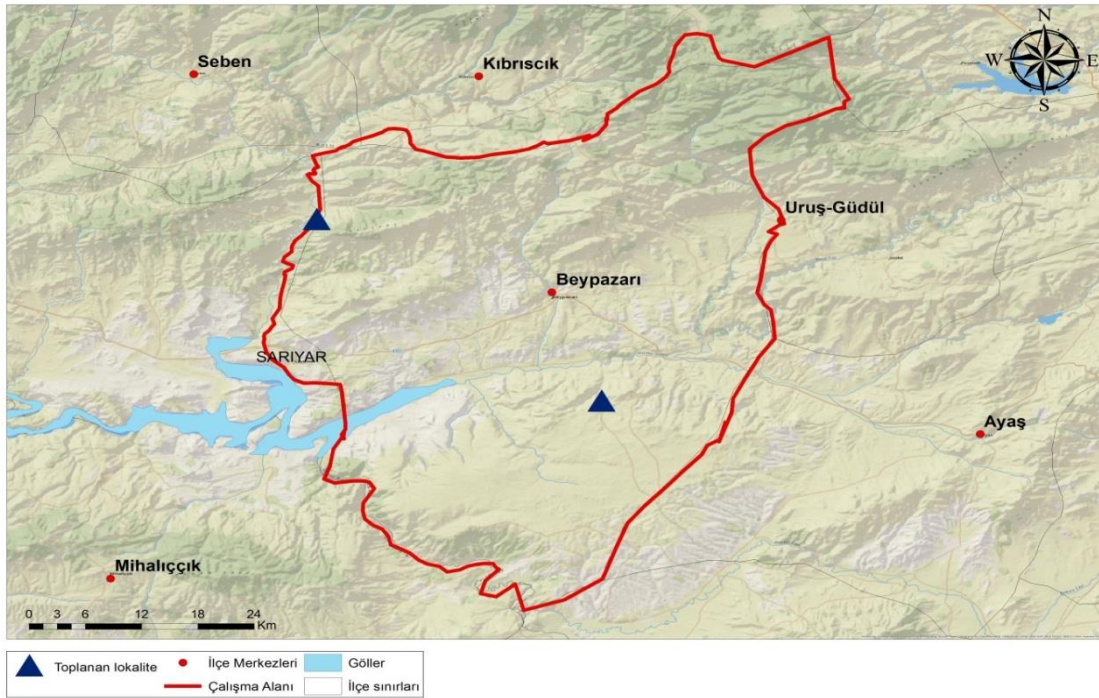 N
Seben
Kıbrıscık
W E
S
Uruş-Güdül
Beypazarı
SARIYAR
Ayaş
Mihalıççık
0 3 6 12 18 24
Km
Toplanan lokalite
İlçe Merkezleri
Göller
Çalışma Alanı
İlçe sınırları